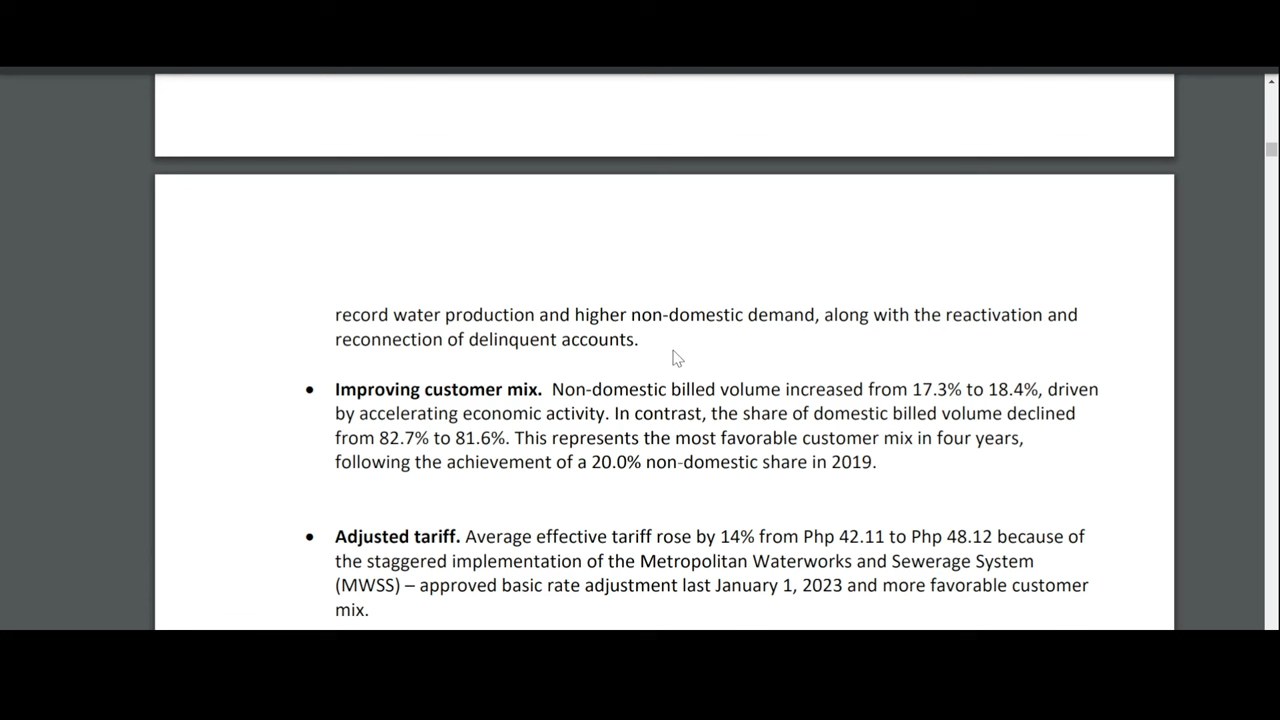 record water production and higher non-domestic demand, along with the reactivation and
reconnection of delinquent accounts.
• Improving customer mix.  Non-domestic billed volume increased from 17.3% to 18.4%, driven
by accelerating economic activity. In contrast, the share of domestic billed volume declined
from 82.7% to 81.6%. This represents the most favorable customer mix in four years,
following the achievement of a 20.0% non-domestic share in 2019.
• Adjusted tariff. Average effective tariff rose by 14% from Php 42.11 to Php 48.12 because of
the staggered implementation of the Metropolitan Waterworks and Sewerage System
(MWSS) – approved basic rate adjustment last January 1, 2023 and more favorable customer
mix.